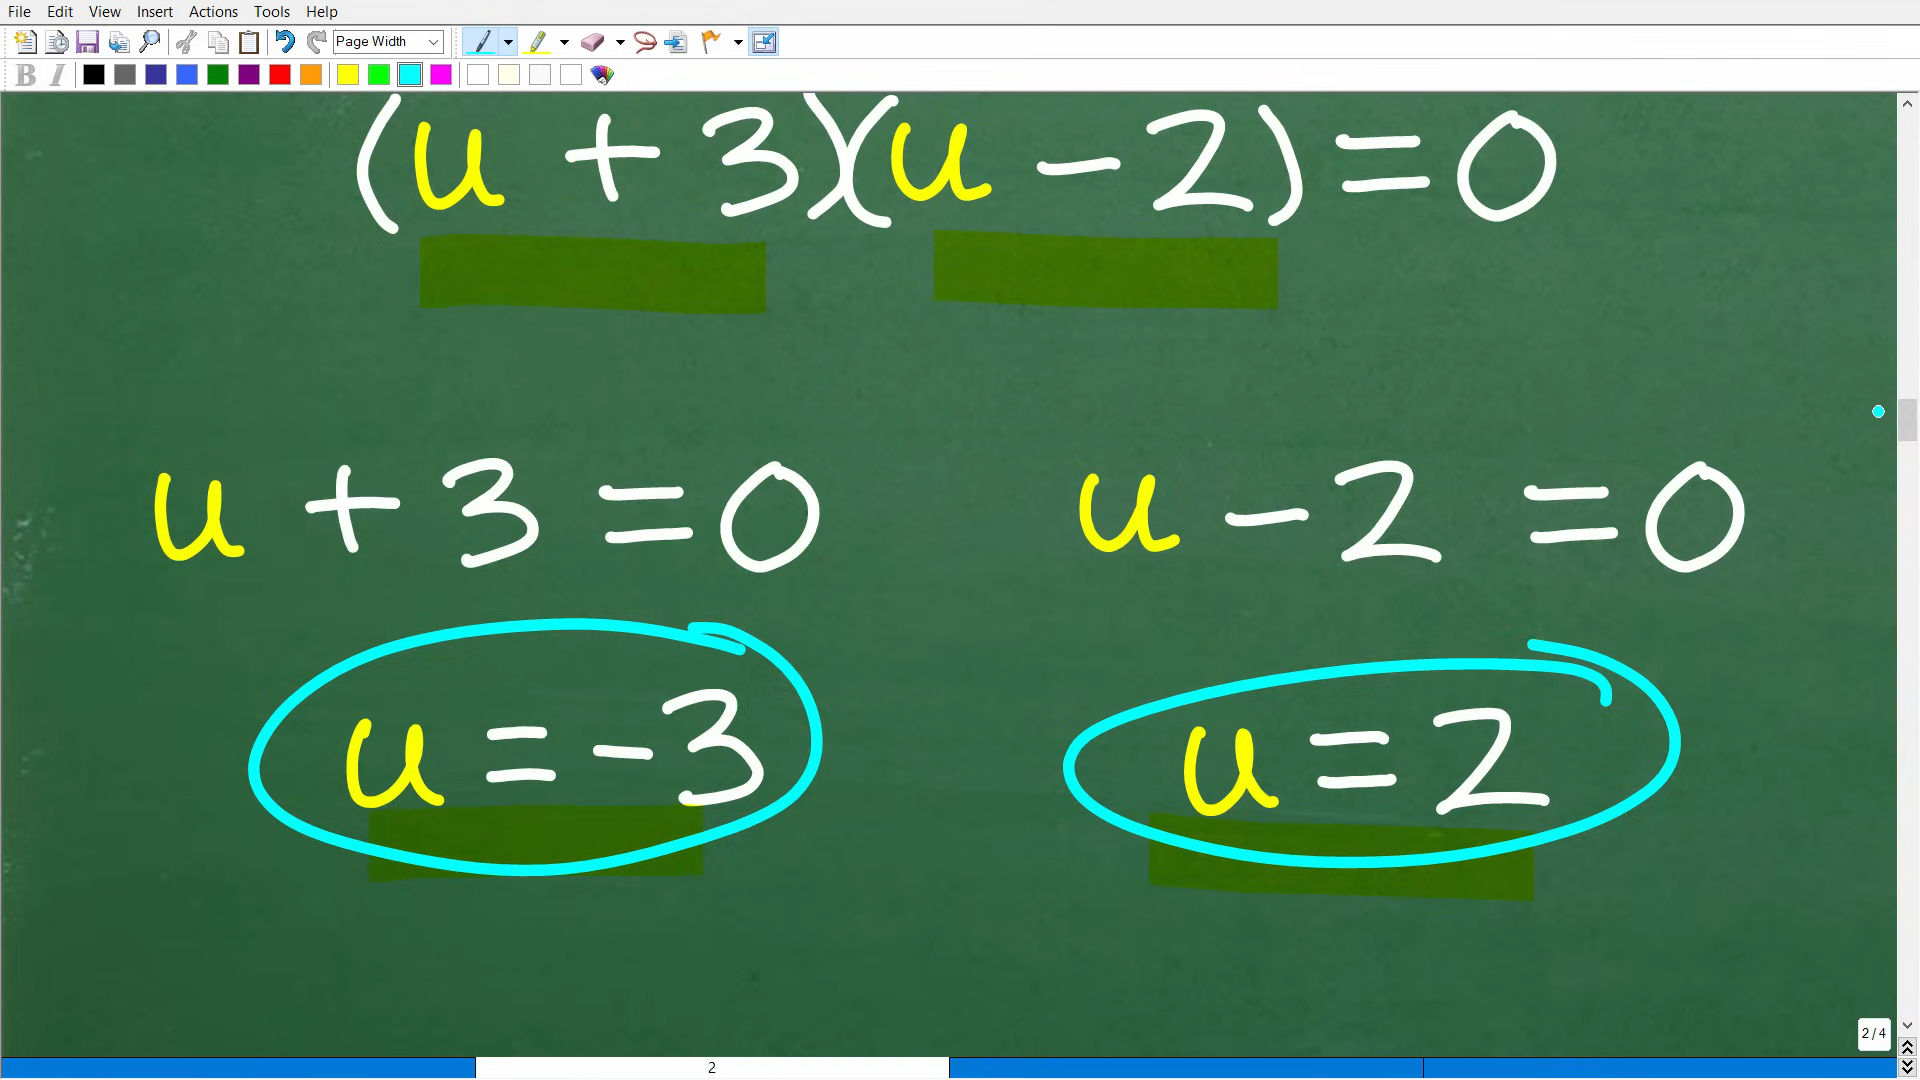 File Edit View Insert Actions Tools Help
Page Width
B I
(u + 3)(u - 2) = 0
u + 3 = 0 u - 2 = 0
u = -3 u = 2
2 / 4
2